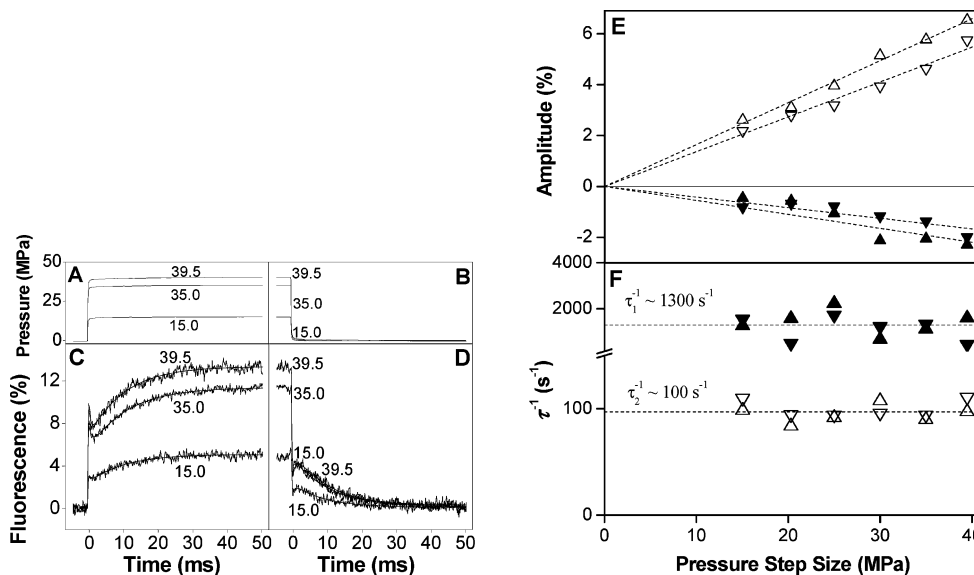 A
B
Pressure (MPa)
50
25
0
39.5
35.0
15.0
39.5
35.0
15.0
C
D
Fluorescence (%)
12
8
4
0
39.5
35.0
15.0
39.5
35.0
15.0
39.5
15.0
0 10 20 30 40 50
0 10 20 30 40 50
Time (ms)
Time (ms)
E
Amplitude (%)
6
4
2
0
-2
F
τ⁻¹ (s⁻¹)
4000
2000
100
0
τ₁⁻¹ ~ 1300 s⁻¹
τ₂⁻¹ ~ 100 s⁻¹
0 10 20 30 40
Pressure Step Size (MPa)